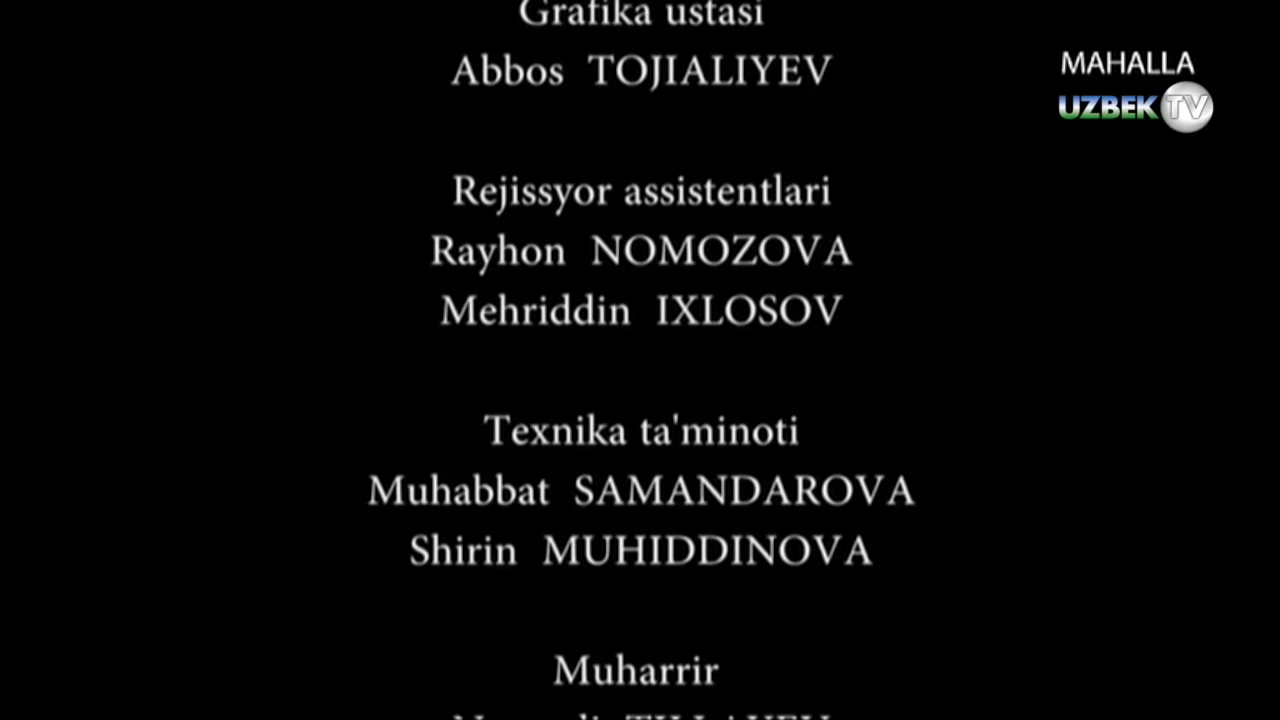 Grafika ustasi
Abbos TOJIALIYEV
MAHALLA
UZBEK TV
Rejissyor assistentlari
Rayhon NOMOZOVA
Mehriddin IXLOSOV
Texnika ta'minoti
Muhabbat SAMANDAROVA
Shirin MUHIDDINOVA
Muharrir